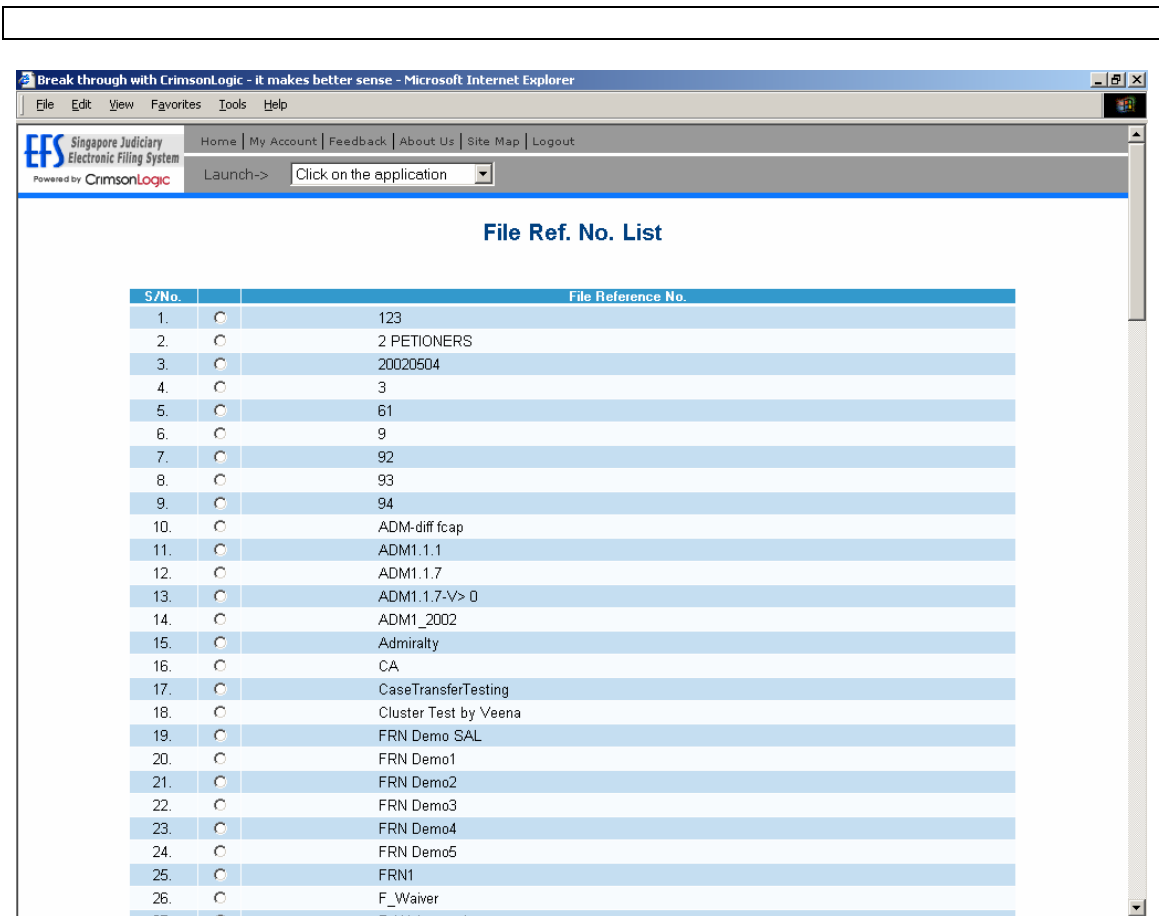 Break through with CrimsonLogic - it makes better sense - Microsoft Internet Explorer
File Edit View Favorites Tools Help
EFS Singapore Judiciary
Electronic Filing System
Powered by CrimsonLogic
Home | My Account | Feedback | About Us | Site Map | Logout
Launch-> Click on the application
File Ref. No. List
S/No. File Reference No.
1. 123
2. 2 PETIONERS
3. 20020504
4. 3
5. 61
6. 9
7. 92
8. 93
9. 94
10. ADM-diff fcap
11. ADM1.1.1
12. ADM1.1.7
13. ADM1.1.7-V> 0
14. ADM1_2002
15. Admiralty
16. CA
17. CaseTransferTesting
18. Cluster Test by Veena
19. FRN Demo SAL
20. FRN Demo1
21. FRN Demo2
22. FRN Demo3
23. FRN Demo4
24. FRN Demo5
25. FRN1
26. F_Waiver